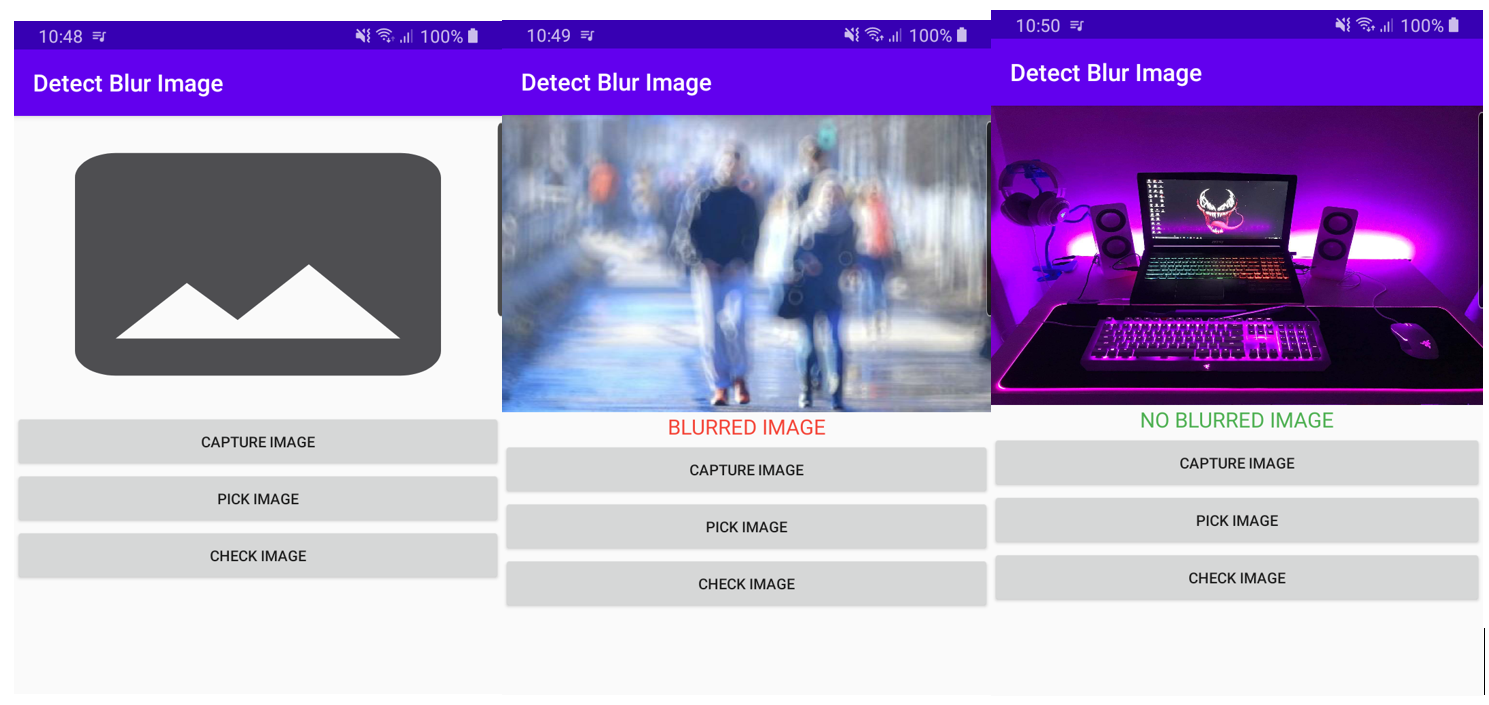 10:48
100%
Detect Blur Image
CAPTURE IMAGE
PICK IMAGE
CHECK IMAGE
10:49
100%
Detect Blur Image
BLURRED IMAGE
CAPTURE IMAGE
PICK IMAGE
CHECK IMAGE
10:50
100%
Detect Blur Image
NO BLURRED IMAGE
CAPTURE IMAGE
PICK IMAGE
CHECK IMAGE